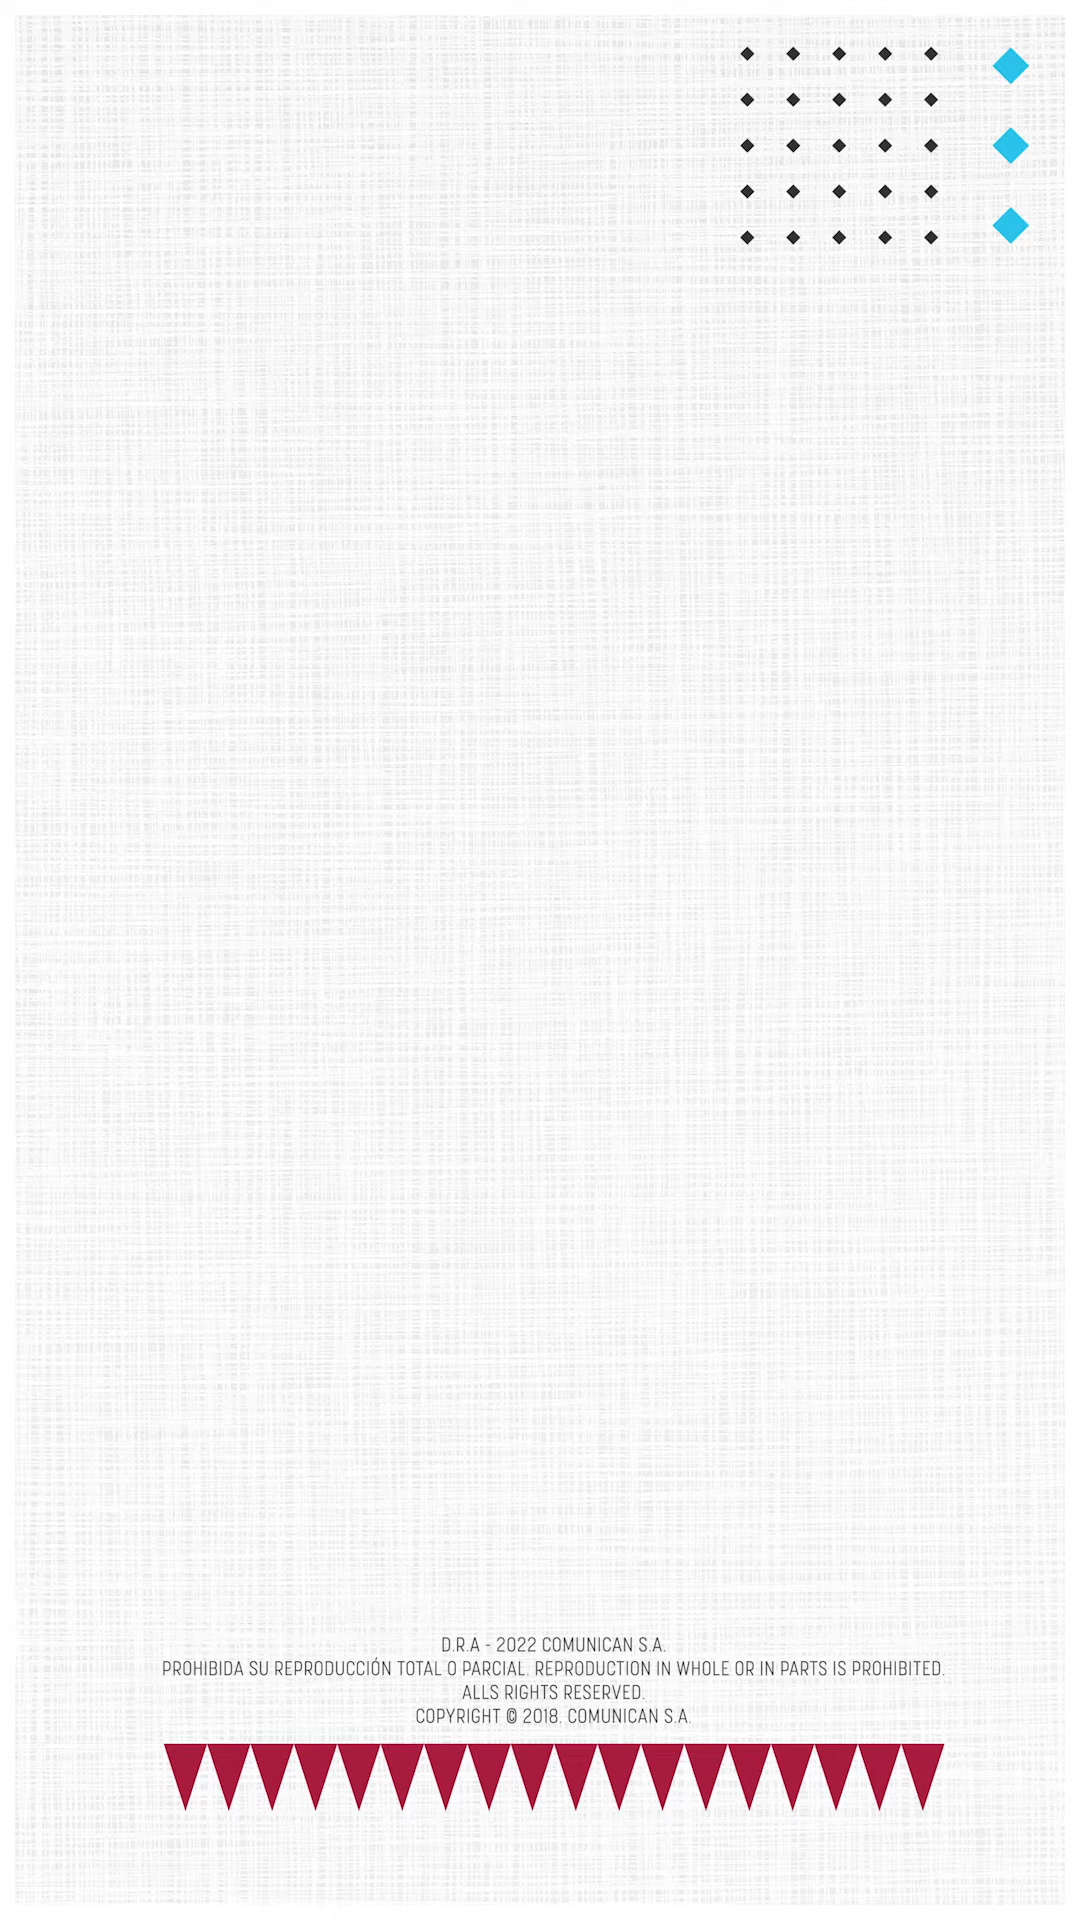 D.R.A - 2022 COMUNICAN S.A.
PROHIBIDA SU REPRODUCCIÓN TOTAL O PARCIAL. REPRODUCTION IN WHOLE OR IN PARTS IS PROHIBITED.
ALLS RIGHTS RESERVED.
COPYRIGHT © 2018. COMUNICAN S.A.